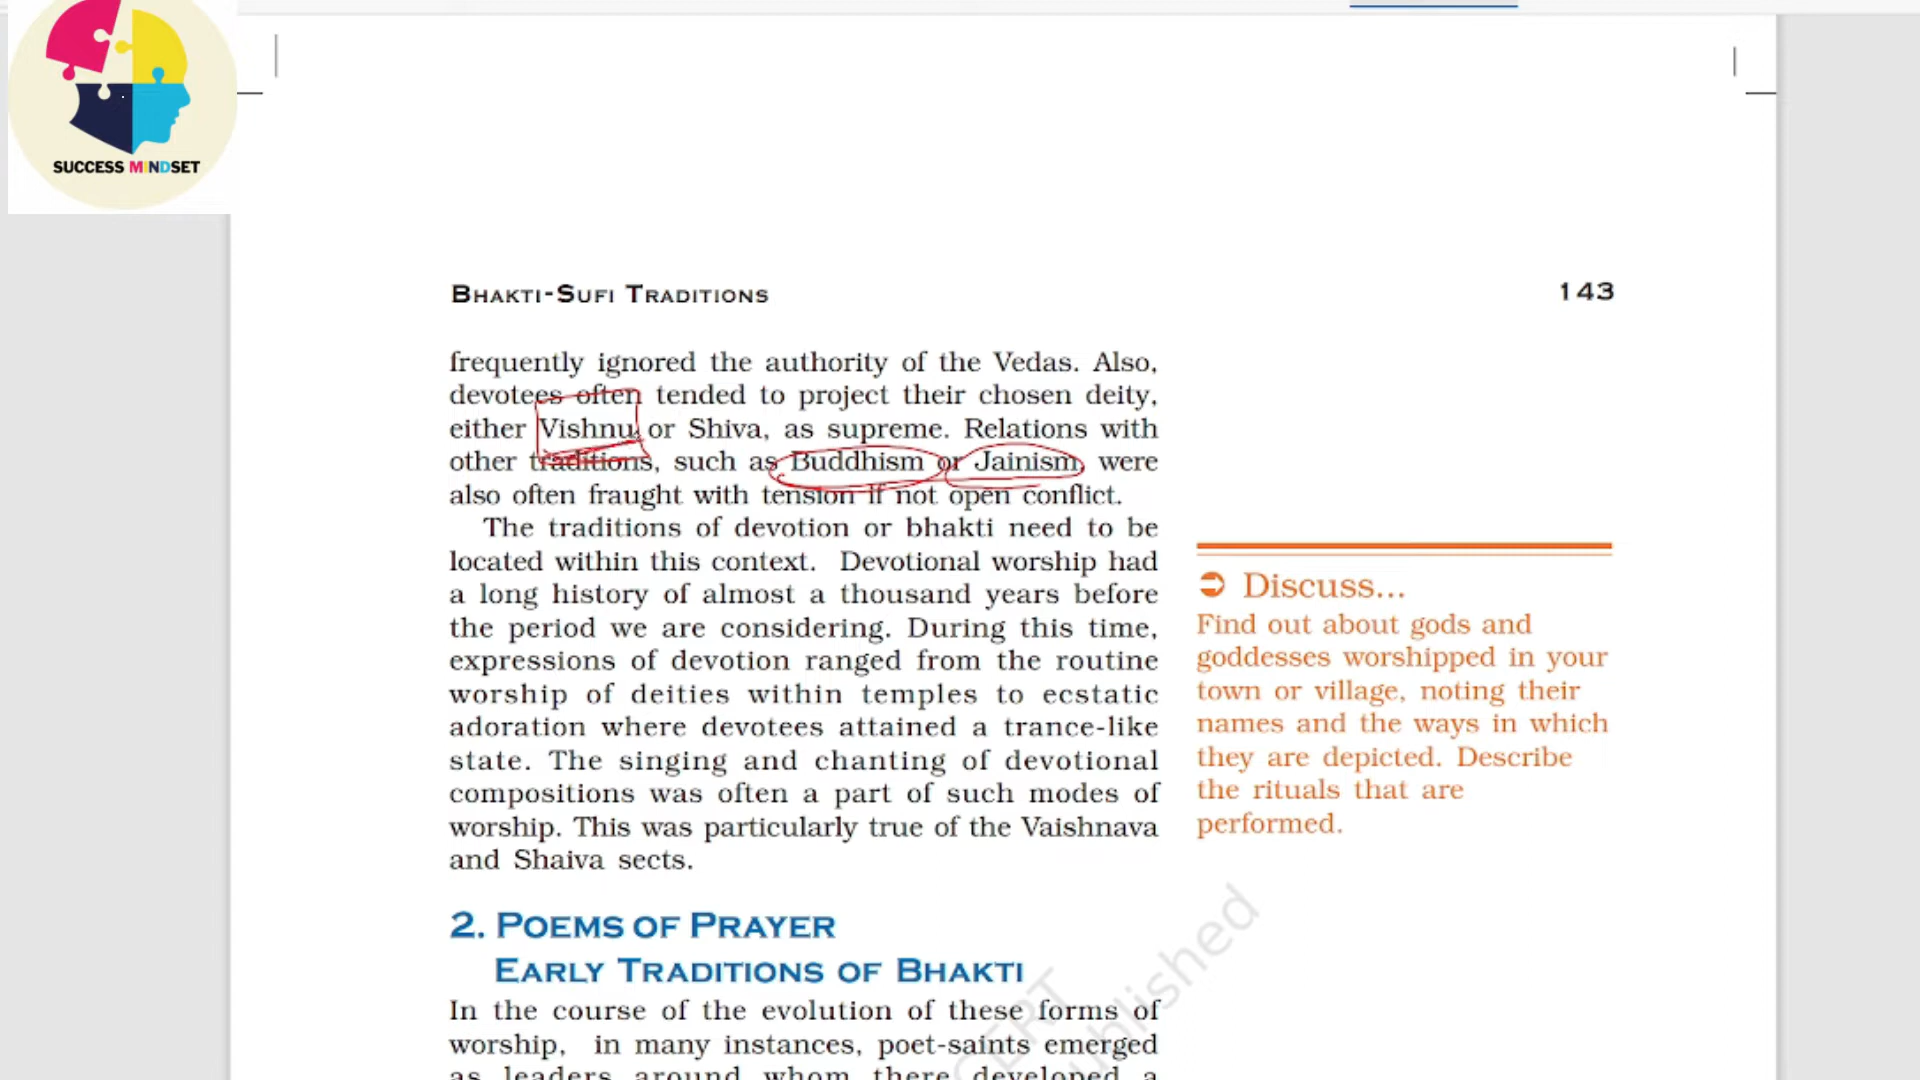 SUCCESS MINDSET
BHAKTI-SUFI TRADITIONS
143
frequently ignored the authority of the Vedas. Also,
devotees often tended to project their chosen deity,
either Vishnu or Shiva, as supreme. Relations with
other traditions, such as Buddhism or Jainism, were
also often fraught with tension if not open conflict.
The traditions of devotion or bhakti need to be
located within this context. Devotional worship had
a long history of almost a thousand years before
the period we are considering. During this time,
expressions of devotion ranged from the routine
worship of deities within temples to ecstatic
adoration where devotees attained a trance-like
state. The singing and chanting of devotional
compositions was often a part of such modes of
worship. This was particularly true of the Vaishnava
and Shaiva sects.
Discuss...
Find out about gods and
goddesses worshipped in your
town or village, noting their
names and the ways in which
they are depicted. Describe
the rituals that are
performed.
2. POEMS OF PRAYER
EARLY TRADITIONS OF BHAKTI
In the course of the evolution of these forms of
worship, in many instances, poet-saints emerged
as leaders around whom there developed a